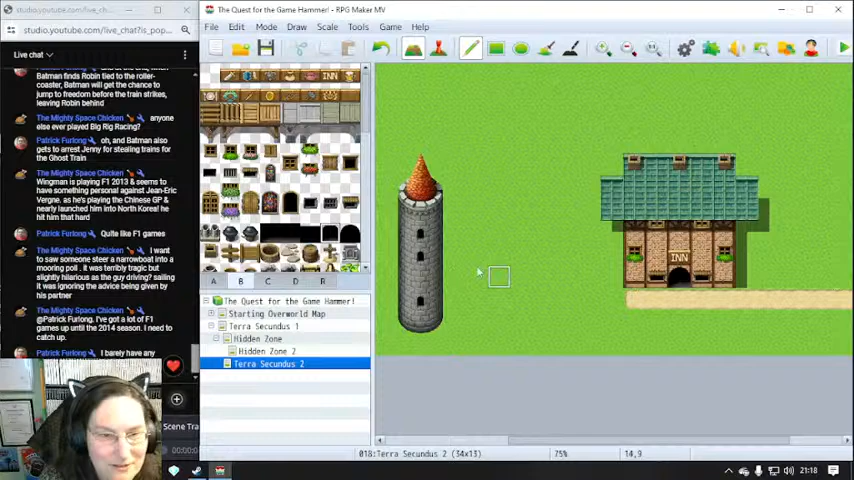 studio.youtube.com/live_ch...
studio.youtube.com/live_chat?is_pop...
Live chat
Batman finds Robin tied to the roller-
coaster, Batman will get the chance to
jump to freedom before the train strikes,
leaving Robin behind
The Mighty Space Chicken anyone
else ever played Big Rig Racing?
Patrick Furlong oh, and Batman also
gets to arrest Jenny for stealing trains for
the Ghost Train
The Mighty Space Chicken
Wingman is playing F1 2013 & seems to
have something personal against Jean-Eric
Vergne, as he's playing the Chinese GP &
nearly launched him into North Korea! he
hit him that hard
Patrick Furlong Quite like F1 games
The Mighty Space Chicken I want
to saw someone steer a narrowboat into a
mooring poll . it was terribly tragic but
slightly hilarious as the guy driving? sailing
it was ignoring the advice being given by
his partner
The Mighty Space Chicken
@Patrick Furlong. I've got a lot of F1
games up until the 2014 season. I need to
catch up.
Patrick Furlong I barely have any
Scene Tra
00:00:0
The Quest for the Game Hammer! - RPG Maker MV
File Edit Mode Draw Scale Tools Game Help
INN
A B C D R
The Quest for the Game Hammer!
Starting Overworld Map
Terra Secundus 1
Hidden Zone
Hidden Zone 2
Terra Secundus 2
INN
018:Terra Secundus 2 (34x13) 75% 14,9
21:18